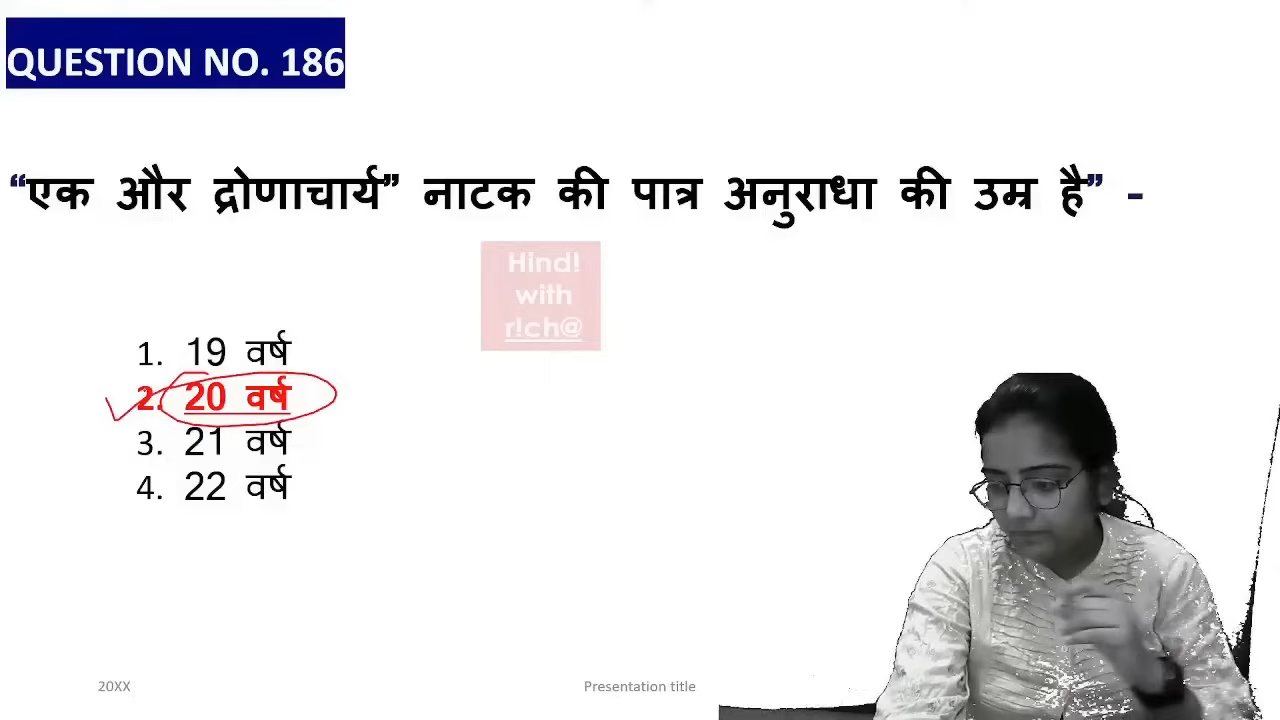 QUESTION NO. 186
“एक और द्रोणाचार्य” नाटक की पात्र अनुराधा की उम्र है” -
Hind!
with
r!ch@
1. 19 वर्ष
2. 20 वर्ष
3. 21 वर्ष
4. 22 वर्ष
20XX
Presentation title